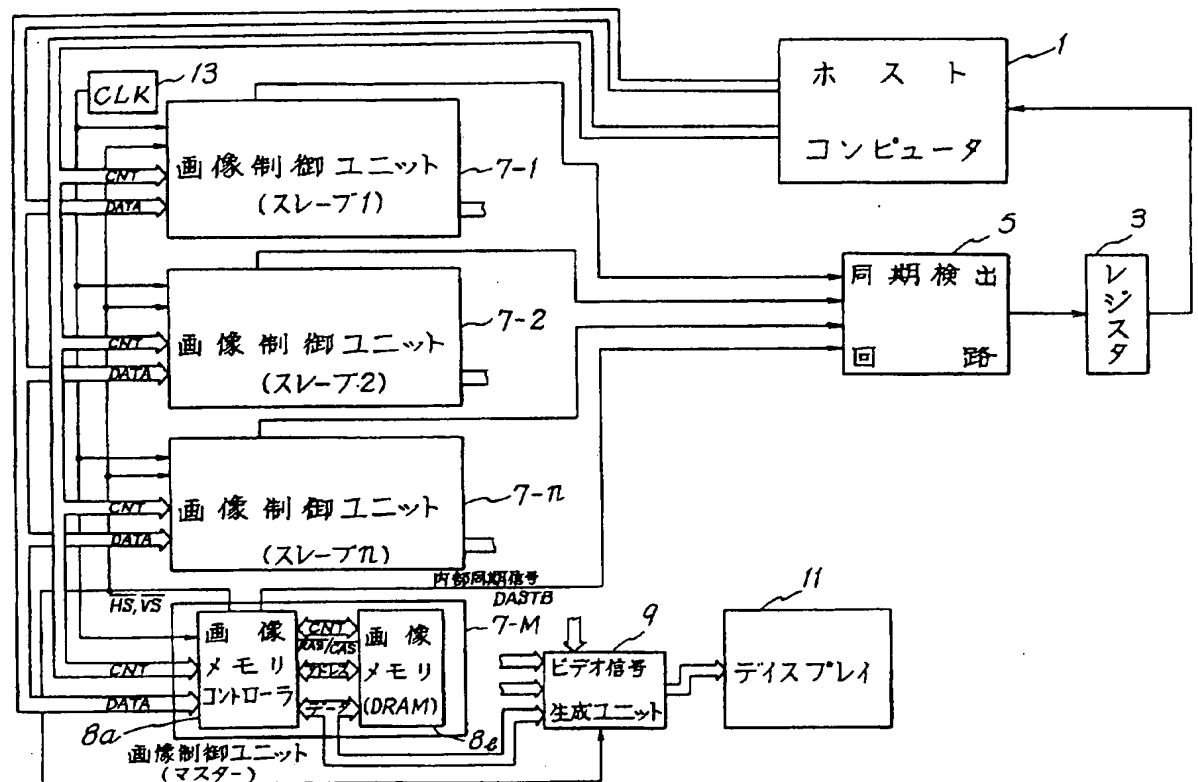 1
ホスト
コンピュータ
13
CLK
画像制御ユニット
(スレーブ1)
7-1
CNT
DATA
5
同期検出
回路
3
レジスタ
画像制御ユニット
(スレーブ2)
7-2
CNT
DATA
画像制御ユニット
(スレーブn)
7-n
CNT
DATA
内部同期信号
DASTB
HS, VS
7-M
画像
メモリ
コントローラ
CNT
RAS/CAS
アドレス
データ
画像
メモリ
(DRAM)
CNT
DATA
8a
8b
画像制御ユニット
(マスター)
9
ビデオ信号
生成ユニット
11
ディスプレイ